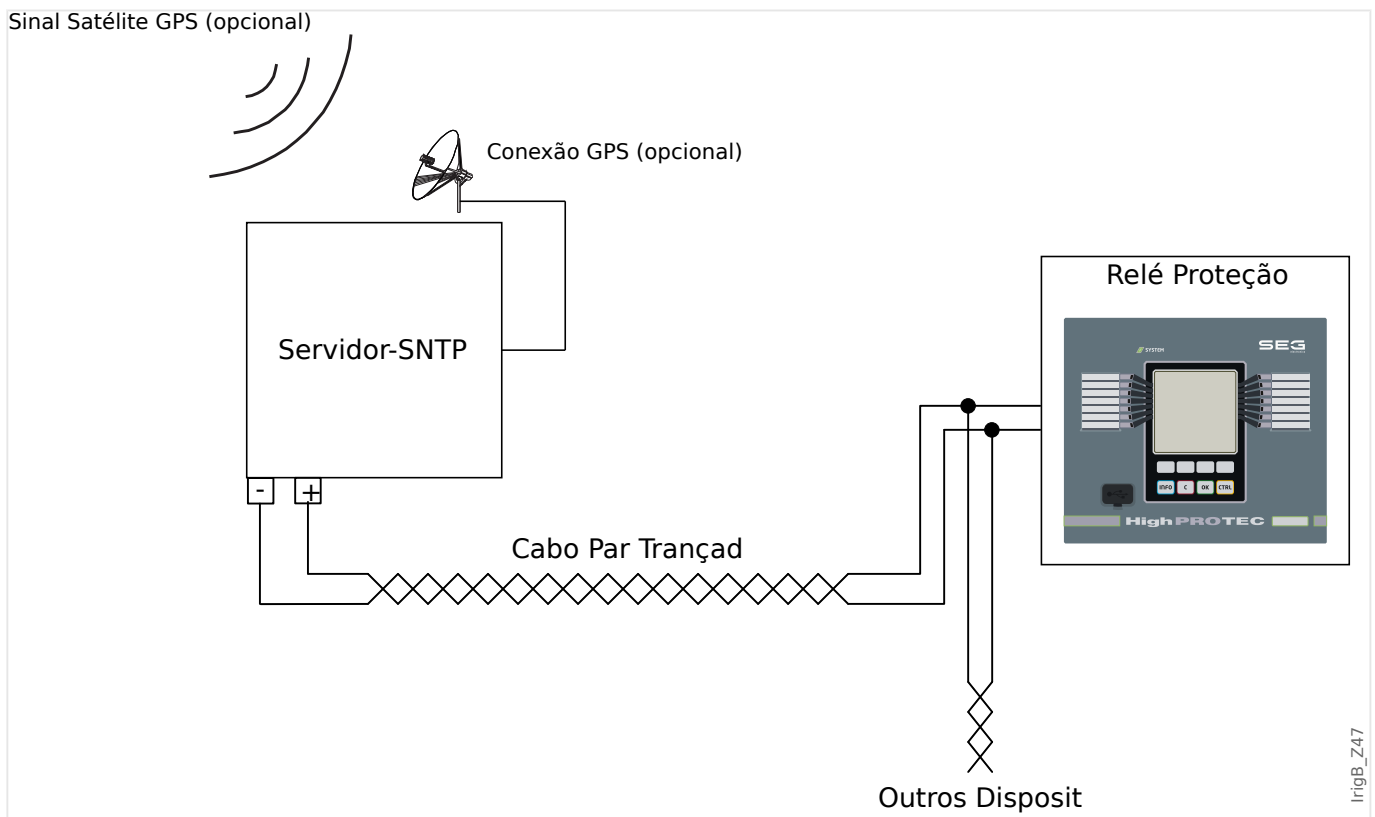 Sinal Satélite GPS (opcional)
Conexão GPS (opcional)
Servidor-SNTP
- +
Relé Proteção
SYSTEM
SEG
INFO C OK CTRL
HighPROTEC
Cabo Par Trançad
Outros Disposit
IrigB_Z47